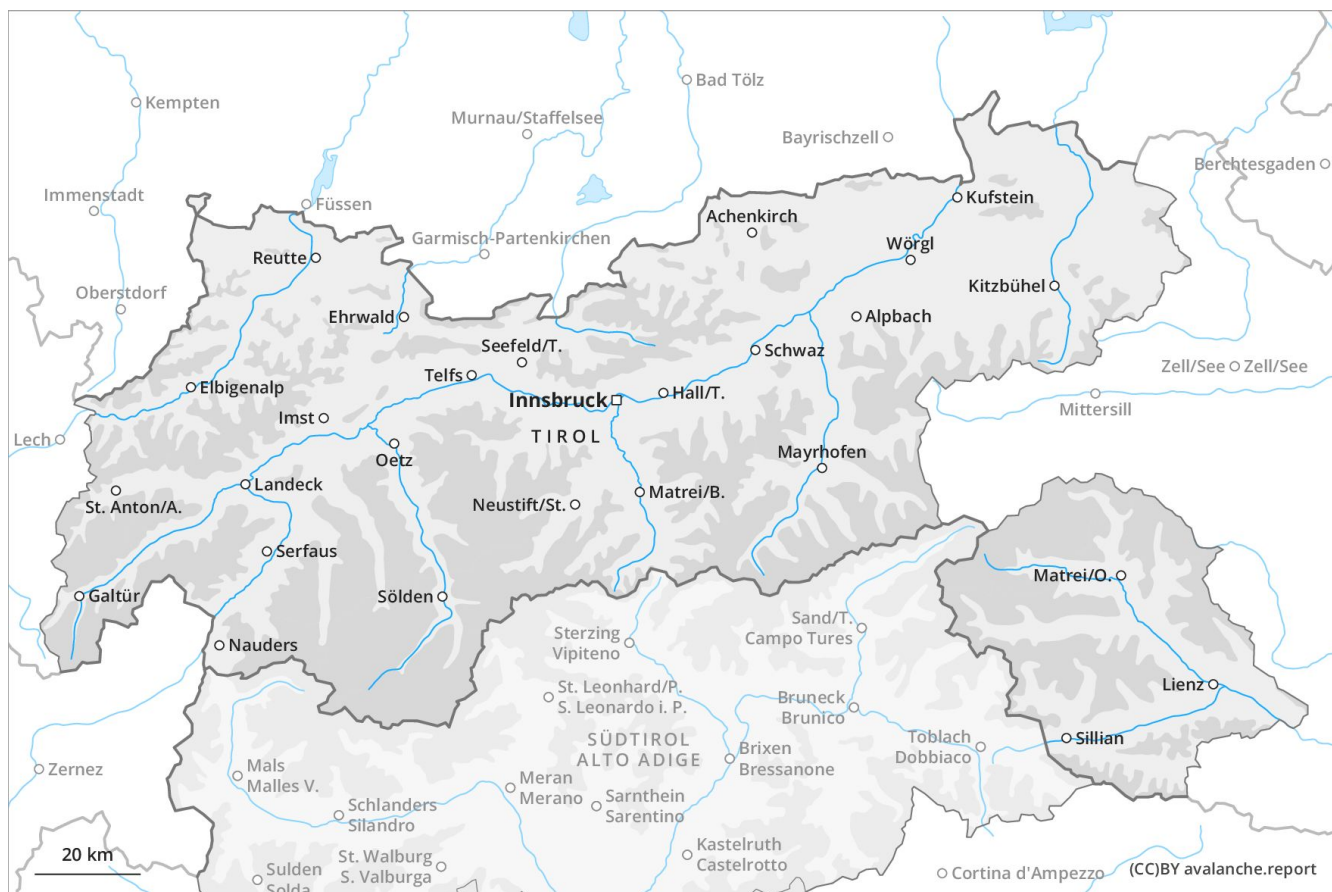 Bad Tölz
Kempten
Murnau/Staffelsee
Bayrischzell
Berchtesgaden
Immenstadt
Füssen
Kufstein
Achenkirch
Garmisch-Partenkirchen
Wörgl
Reutte
Kitzbühel
Oberstdorf
Ehrwald
Alpbach
Seefeld/T.
Schwaz
Zell/See
Zell/See
Telfs
Elbigenalp
Hall/T.
Innsbruck
Mittersill
Imst
TIROL
Lech
Oetz
Mayrhofen
Landeck
Matrei/B.
St. Anton/A.
Neustift/St.
Serfaus
Matrei/O.
Galtür
Sölden
Sand/T.
Campo Tures
Sterzing
Vipiteno
Nauders
Lienz
St. Leonhard/P.
S. Leonardo i. P.
Bruneck
Brunico
SÜDTIROL
ALTO ADIGE
Toblach
Dobbiaco
Sillian
Brixen
Bressanone
Zernez
Mals
Malles V.
Meran
Merano
Sarnthein
Sarentino
Schlanders
Silandro
Kastelruth
Castelrotto
20 km
St. Walburg
S. Valburga
Sulden
Solda
Cortina d'Ampezzo
(CC)BY avalanche.report